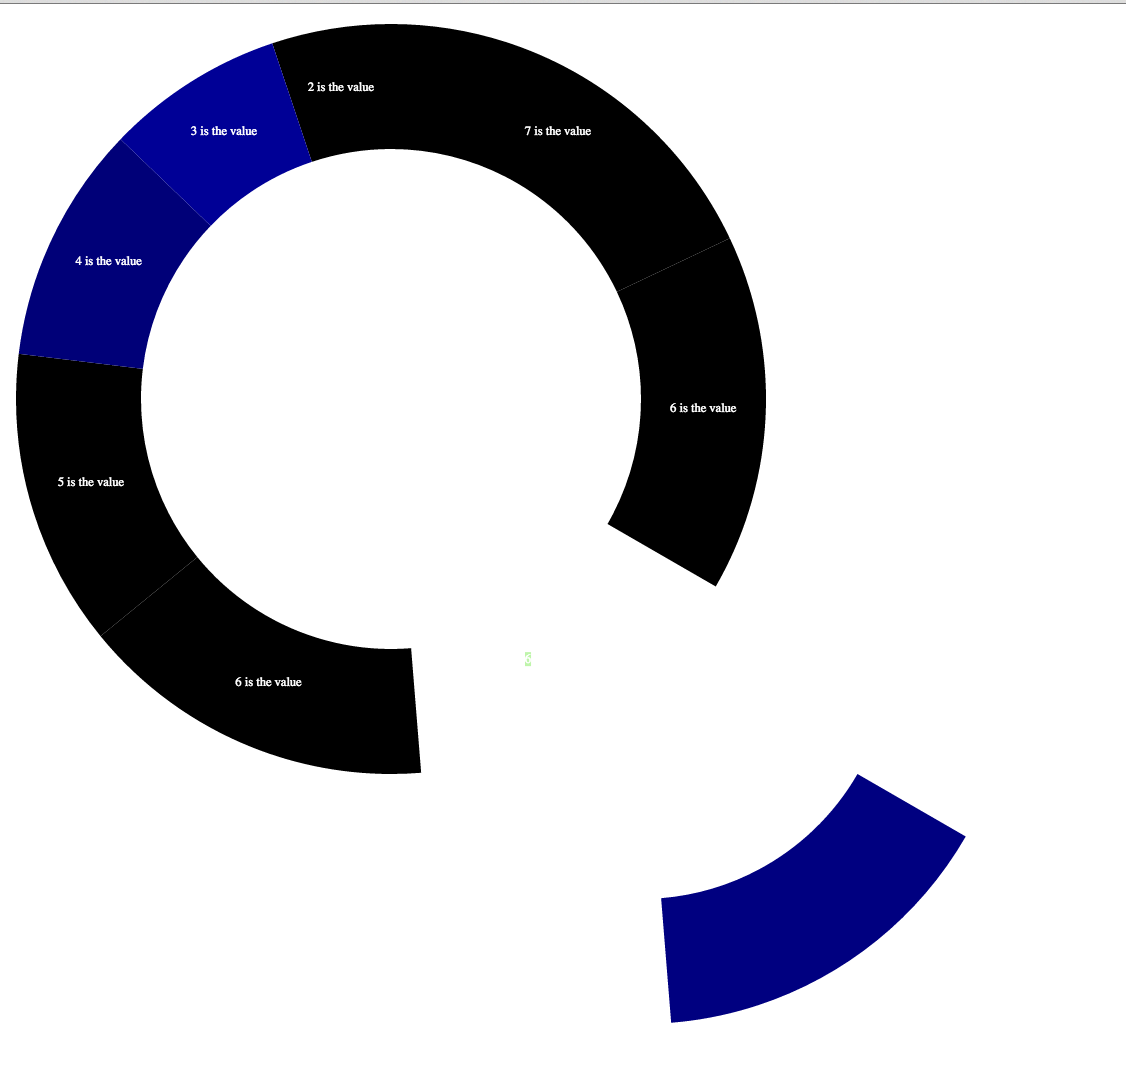 2 is the value
3 is the value
7 is the value
4 is the value
6 is the value
5 is the value
6
6 is the value